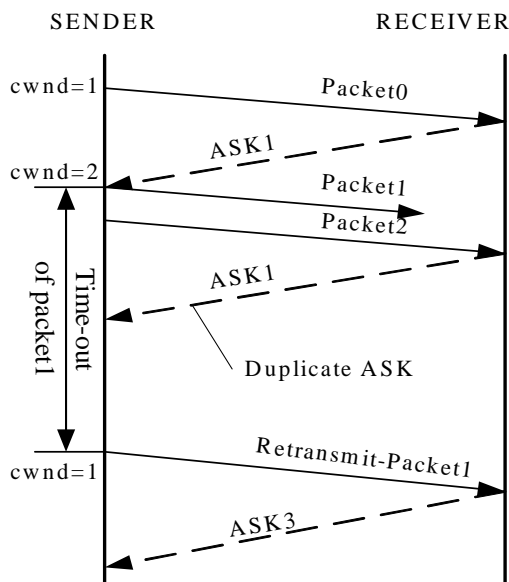 SENDER
RECEIVER
cwnd=1
Packet0
ASK1
cwnd=2
Packet1
Packet2
ASK1
Time-out
of packet1
Duplicate ASK
Retransmit-Packet1
cwnd=1
ASK3